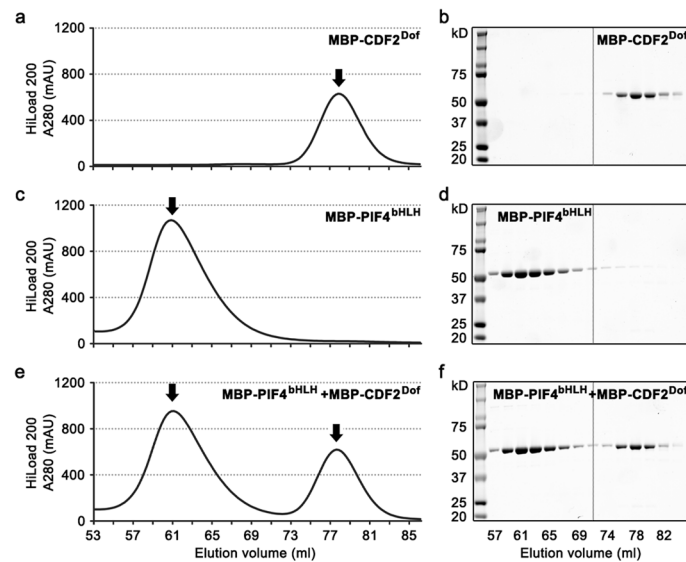 a
MBP-CDF2Dof
1200
800
400
0
HiLoad 200
A280 (mAU)
b
kD
MBP-CDF2Dof
75
50
37
25
20
c
MBP-PIF4bHLH
1200
800
400
0
HiLoad 200
A280 (mAU)
d
kD
MBP-PIF4bHLH
75
50
37
25
20
e
MBP-PIF4bHLH+MBP-CDF2Dof
1200
800
400
0
HiLoad 200
A280 (mAU)
53 57 61 65 69 73 77 81 85
Elution volume (ml)
f
kD
MBP-PIF4bHLH+MBP-CDF2Dof
75
50
37
25
20
57 61 65 69 74 78 82
Elution volume (ml)